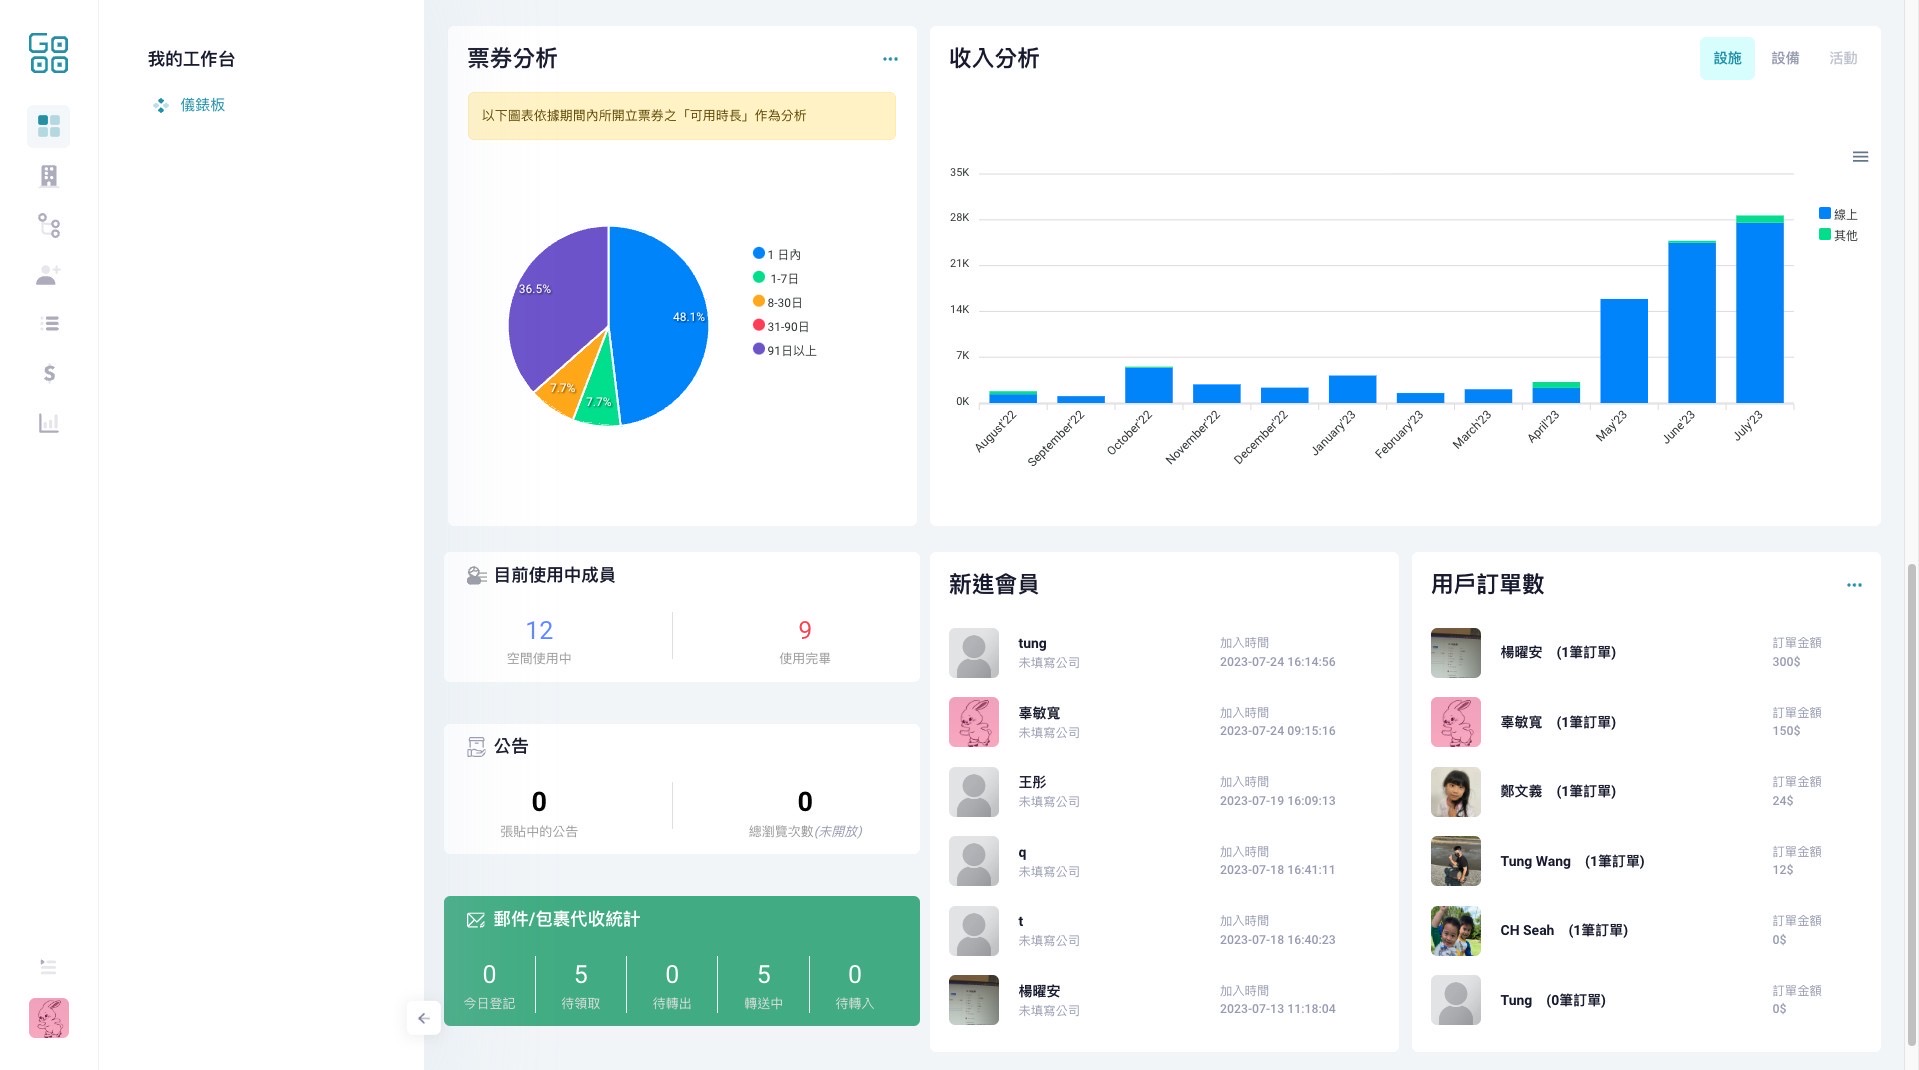 GO
我的工作台
儀錶板
票券分析
以下圖表依據期間內所開立票券之「可用時長」作為分析
36.5%
48.1%
7.7%
7.7%
1 日內
1-7日
8-30日
31-90日
91日以上
收入分析
設施
設備
活動
35K
28K
21K
14K
7K
0K
August'22
September'22
October'22
November'22
December'22
January'23
February'23
March'23
April'23
May'23
June'23
July'23
線上
其他
目前使用中成員
12
空間使用中
9
使用完畢
公告
0
張貼中的公告
0
總瀏覽次數(未開放)
郵件/包裹代收統計
0
今日登記
5
待領取
0
待轉出
5
轉送中
0
待轉入
新進會員
tung
未填寫公司
加入時間
2023-07-24 16:14:56
辜敏寬
未填寫公司
加入時間
2023-07-24 09:15:16
王彤
未填寫公司
加入時間
2023-07-19 16:09:13
q
未填寫公司
加入時間
2023-07-18 16:41:11
t
未填寫公司
加入時間
2023-07-18 16:40:23
楊曜安
未填寫公司
加入時間
2023-07-13 11:18:04
用戶訂單數
楊曜安 (1筆訂單)
訂單金額
300$
辜敏寬 (1筆訂單)
訂單金額
150$
鄭文義 (1筆訂單)
訂單金額
24$
Tung Wang (1筆訂單)
訂單金額
12$
CH Seah (1筆訂單)
訂單金額
0$
Tung (0筆訂單)
訂單金額
0$